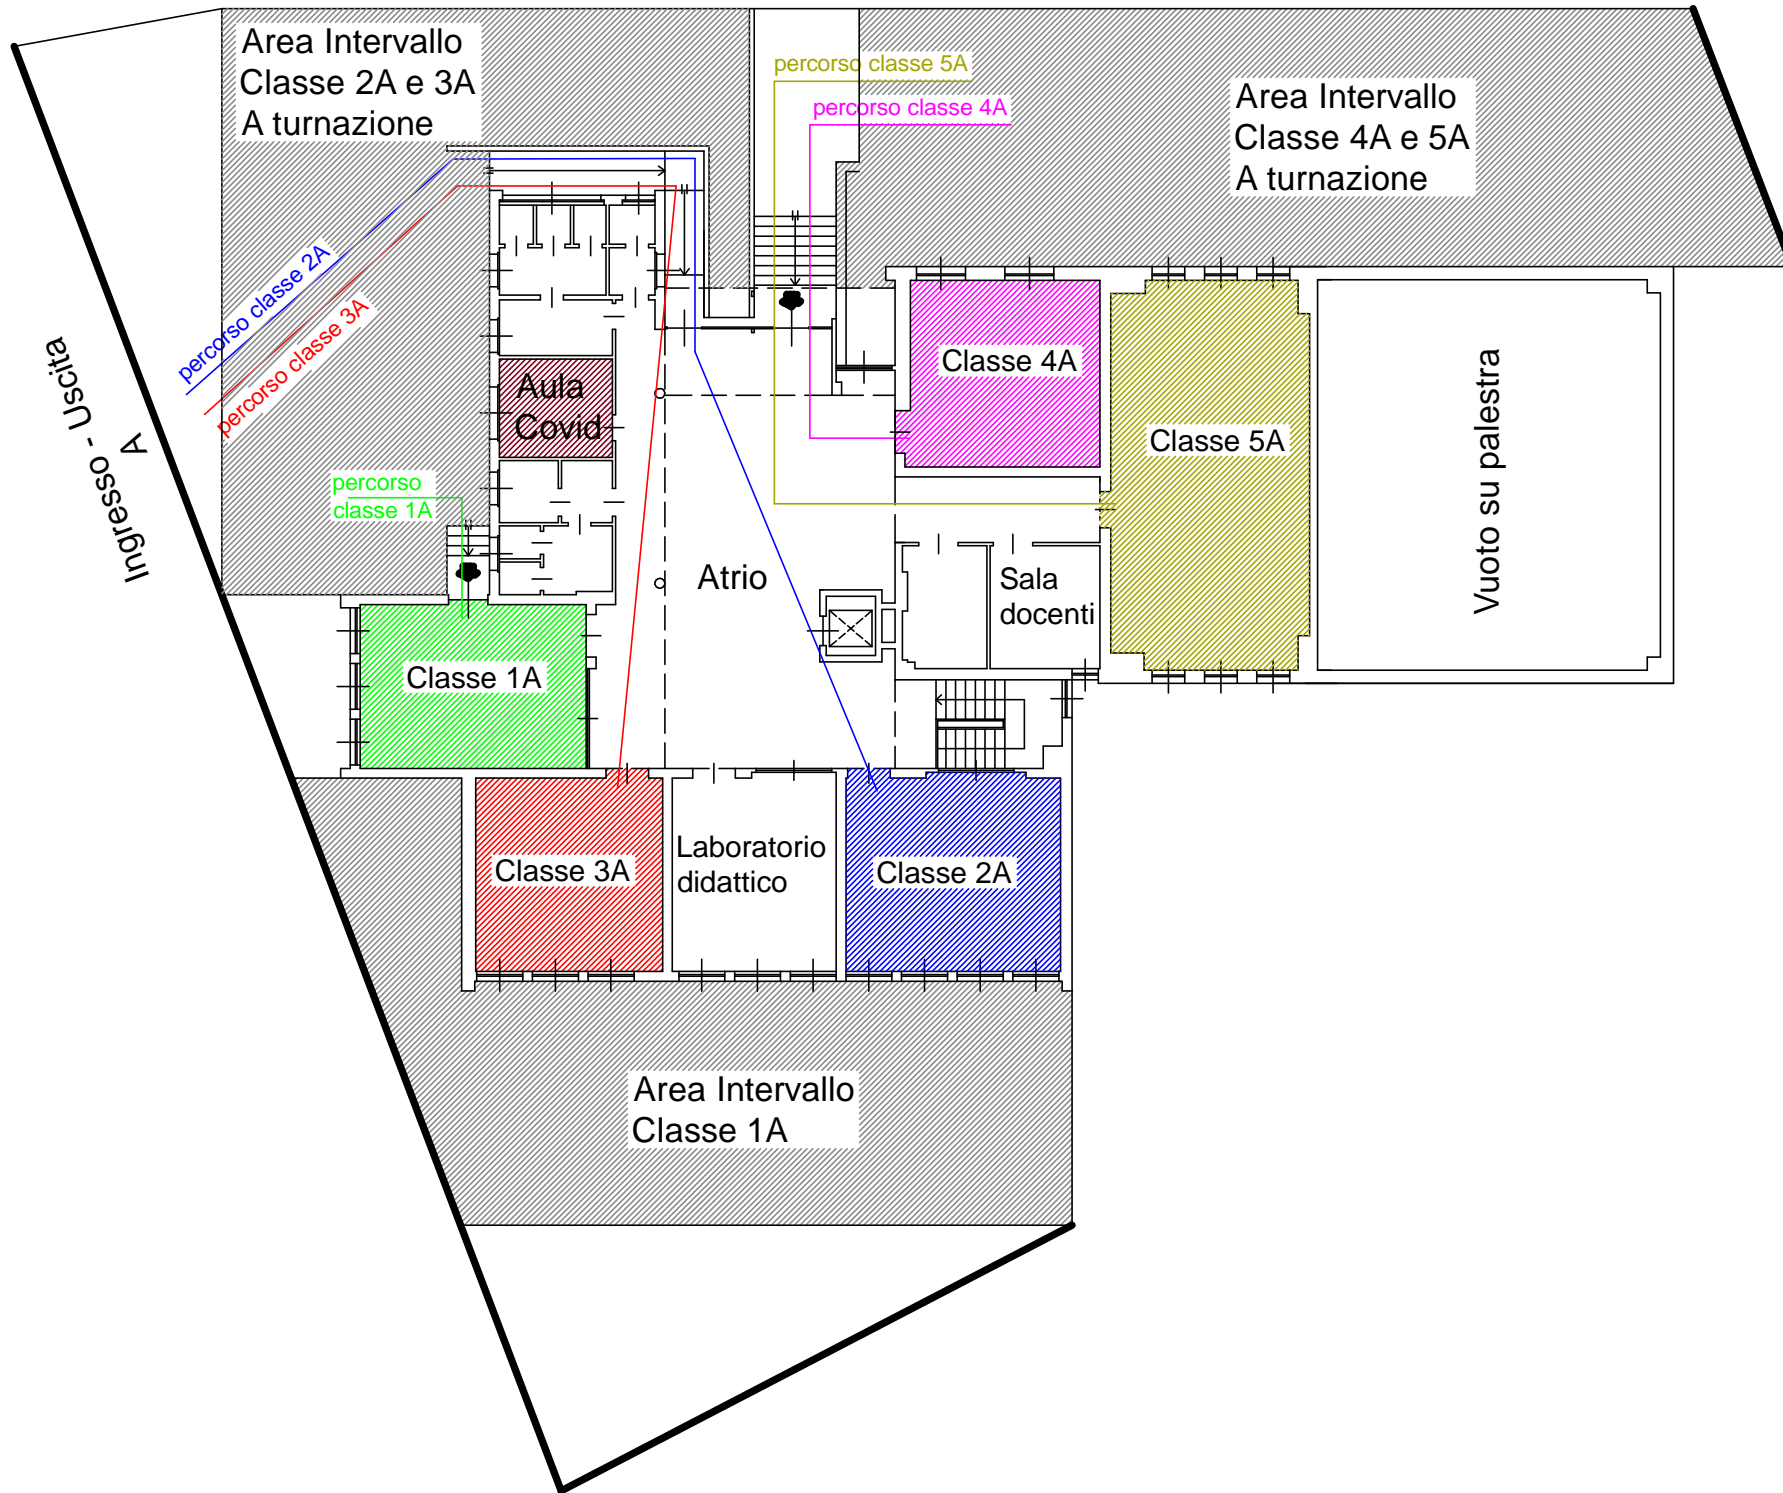 Area Intervallo
Classe 2A e 3A
A turnazione
percorso classe 5A
percorso classe 4A
Area Intervallo
Classe 4A e 5A
A turnazione
percorso classe 2A
percorso classe 3A
Ingresso - Uscita
A
Aula
Covid
Classe 4A
Classe 5A
Vuoto su palestra
percorso
classe 1A
Atrio
Sala
docenti
Classe 1A
Classe 3A
Laboratorio
didattico
Classe 2A
Area Intervallo
Classe 1A